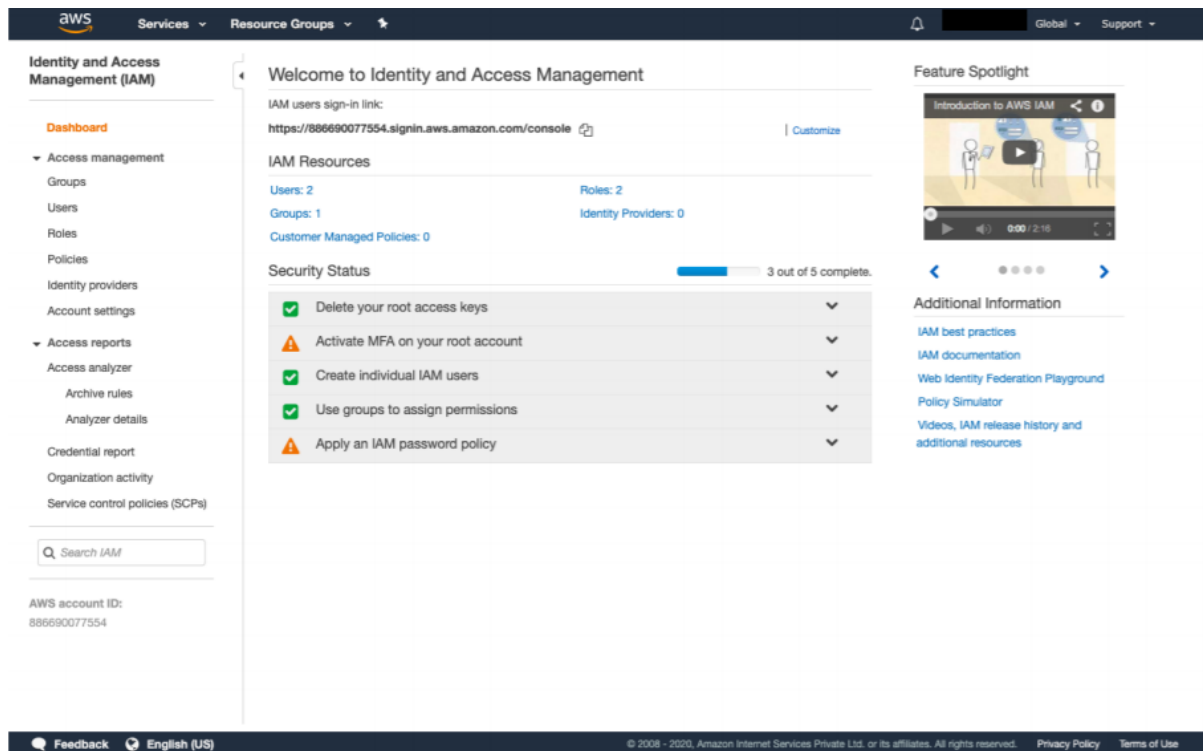 aws
Services
Resource Groups
Global
Support
Identity and Access
Management (IAM)
Dashboard
Access management
Groups
Users
Roles
Policies
Identity providers
Account settings
Access reports
Access analyzer
Archive rules
Analyzer details
Credential report
Organization activity
Service control policies (SCPs)
Search IAM
AWS account ID:
886690077554
Welcome to Identity and Access Management
IAM users sign-in link:
https://886690077554.signin.aws.amazon.com/console
Customize
IAM Resources
Users: 2
Roles: 2
Groups: 1
Identity Providers: 0
Customer Managed Policies: 0
Security Status
3 out of 5 complete.
Delete your root access keys
Activate MFA on your root account
Create individual IAM users
Use groups to assign permissions
Apply an IAM password policy
Feature Spotlight
Introduction to AWS IAM
0:00 / 2:16
Additional Information
IAM best practices
IAM documentation
Web Identity Federation Playground
Policy Simulator
Videos, IAM release history and
additional resources
Feedback
English (US)
© 2008 - 2020, Amazon Internet Services Private Ltd. or its affiliates. All rights reserved.
Privacy Policy
Terms of Use